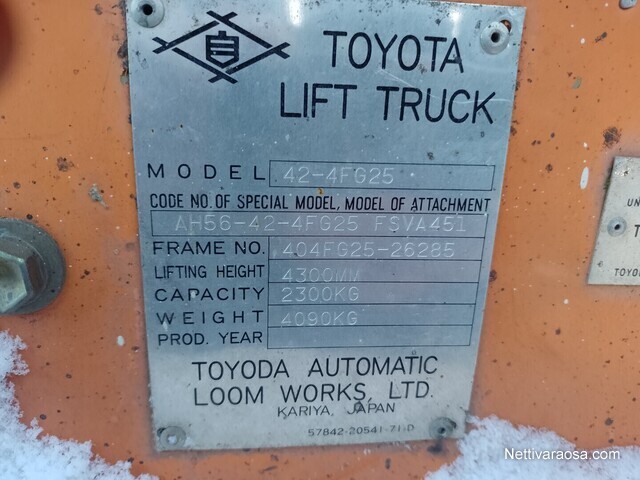 TOYOTA
LIFT TRUCK
MODEL 42-4FG25
CODE NO. OF SPECIAL MODEL, MODEL OF ATTACHMENT
AH56-42-4FG25 FSVA451
FRAME NO. 404FG25-26285
LIFTING HEIGHT 4300MM
CAPACITY 2300KG
WEIGHT 4090KG
PROD. YEAR
TOYODA AUTOMATIC
LOOM WORKS, LTD.
KARIYA, JAPAN
57842-20541-71-D
UN
T
TOYO
Nettivaraosa.com